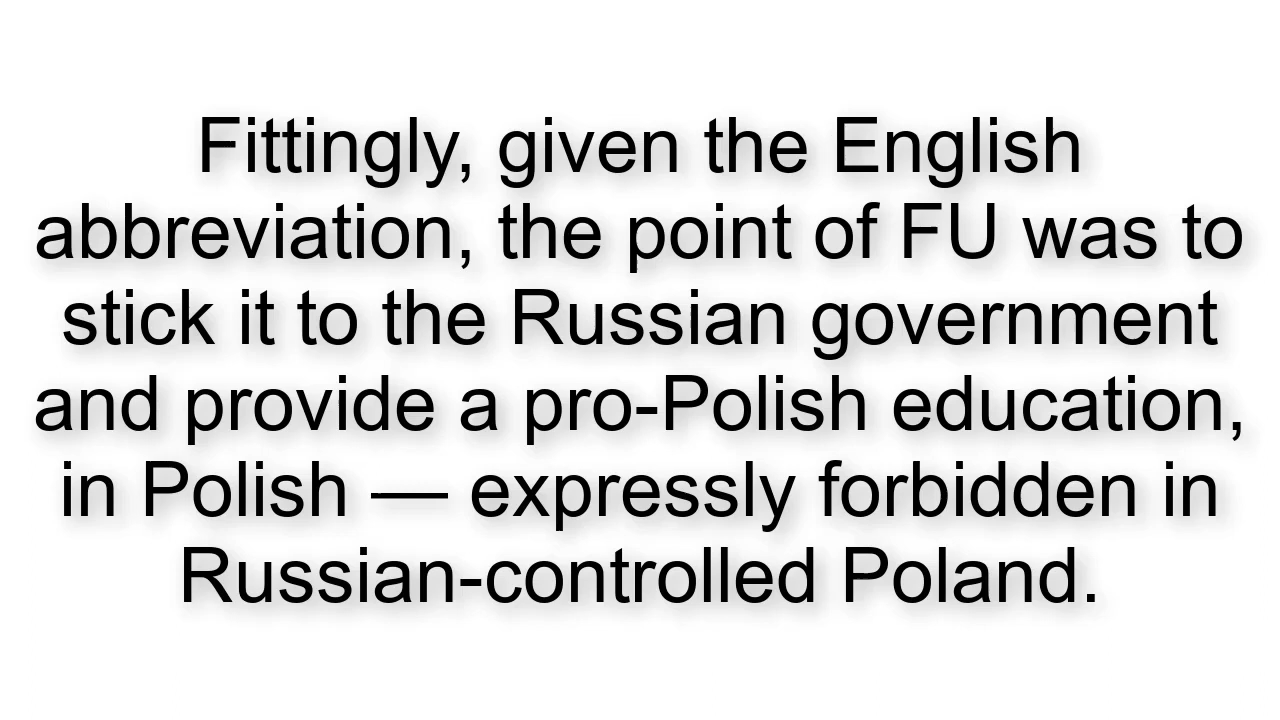 Fittingly, given the English
abbreviation, the point of FU was to
stick it to the Russian government
and provide a pro-Polish education,
in Polish — expressly forbidden in
Russian-controlled Poland.